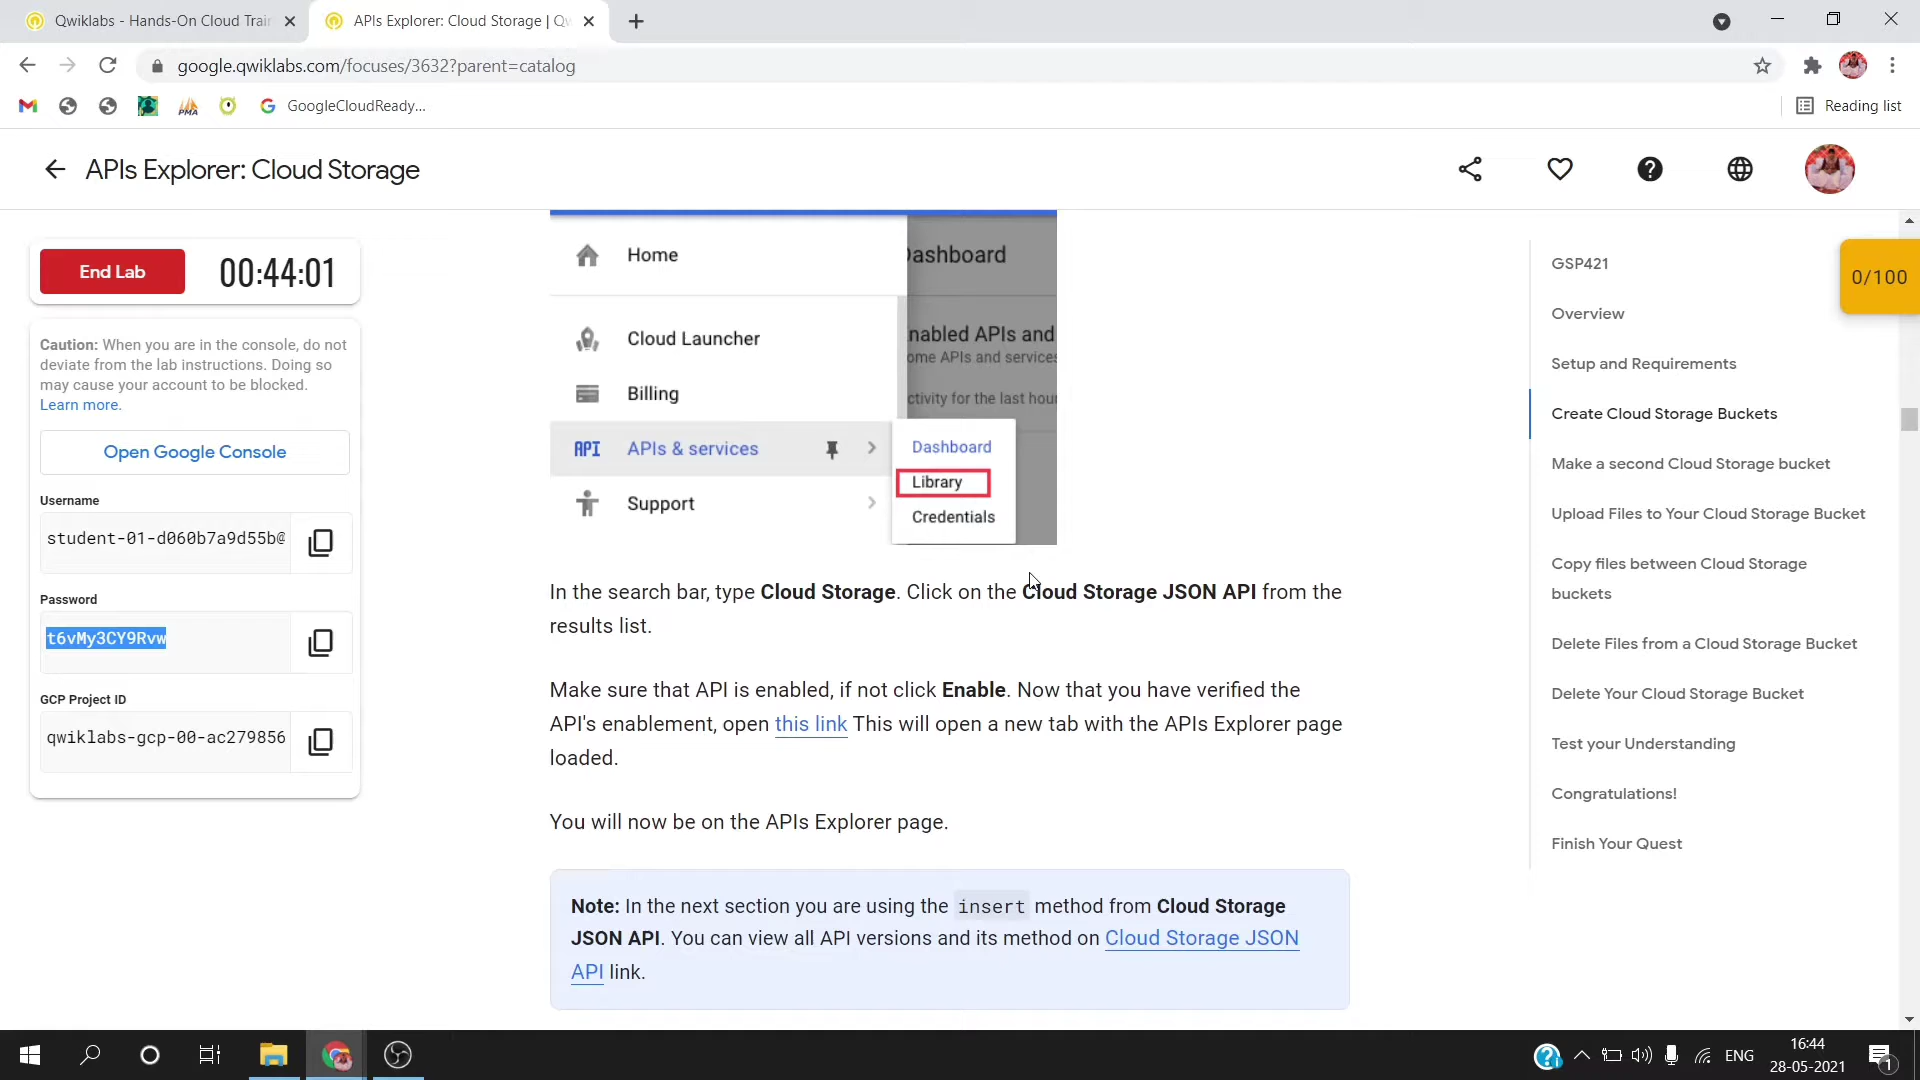 Qwiklabs - Hands-On Cloud Trai
APIs Explorer: Cloud Storage | Qw
google.qwiklabs.com/focuses/3632?parent=catalog
GoogleCloudReady...
Reading list
APIs Explorer: Cloud Storage
End Lab
00:44:01
Caution: When you are in the console, do not
deviate from the lab instructions. Doing so
may cause your account to be blocked.
Learn more.
Open Google Console
Username
student-01-d060b7a9d55b@
Password
t6vMy3CY9Rvw
GCP Project ID
qwiklabs-gcp-00-ac279856
Home
Dashboard
Cloud Launcher
nabled APIs and
ome APIs and services
Billing
ctivity for the last hour
API APIs & services
Dashboard
Library
Support
Credentials
In the search bar, type Cloud Storage. Click on the Cloud Storage JSON API from the
results list.
Make sure that API is enabled, if not click Enable. Now that you have verified the
API's enablement, open this link This will open a new tab with the APIs Explorer page
loaded.
You will now be on the APIs Explorer page.
Note: In the next section you are using the insert method from Cloud Storage
JSON API. You can view all API versions and its method on Cloud Storage JSON
API link.
GSP421
0/100
Overview
Setup and Requirements
Create Cloud Storage Buckets
Make a second Cloud Storage bucket
Upload Files to Your Cloud Storage Bucket
Copy files between Cloud Storage
buckets
Delete Files from a Cloud Storage Bucket
Delete Your Cloud Storage Bucket
Test your Understanding
Congratulations!
Finish Your Quest
ENG
16:44
28-05-2021
1